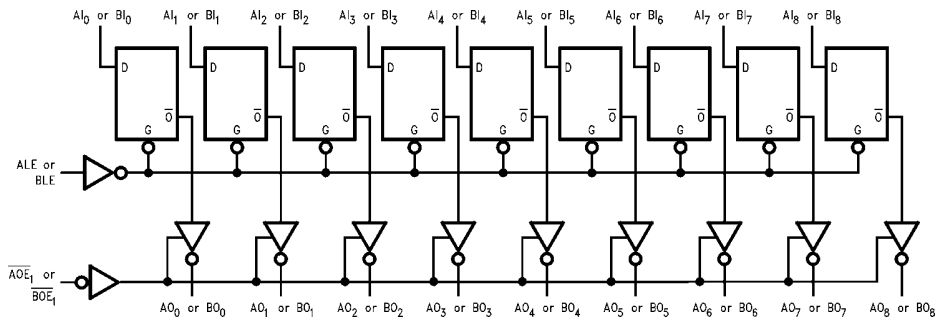 AI₀ or BI₀ AI₁ or BI₁ AI₂ or BI₂ AI₃ or BI₃ AI₄ or BI₄ AI₅ or BI₅ AI₆ or BI₆ AI₇ or BI₇ AI₈ or BI₈
D D D D D D D D D
O̅ O̅ O̅ O̅ O̅ O̅ O̅ O̅ O̅
G G G G G G G G G
ALE or
BLE
A̅O̅E̅₁ or
B̅O̅E̅₁
AO₀ or BO₀ AO₁ or BO₁ AO₂ or BO₂ AO₃ or BO₃ AO₄ or BO₄ AO₅ or BO₅ AO₆ or BO₆ AO₇ or BO₇ AO₈ or BO₈